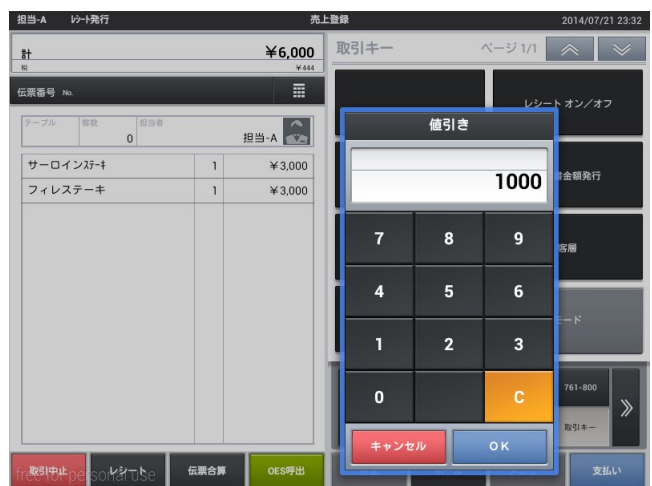 担当-A レシート発行 売上登録 2014/07/21 23:32
計 ¥6,000
税 ¥444
取引キー ページ 1/1
伝票番号 No.
レシート オン／オフ
テーブル 客数 担当者
0 担当-A
サーロインステーキ 1 ¥3,000
フィレステーキ 1 ¥3,000
値引き
1000
金額発行
客層
モード
7 8 9
4 5 6
1 2 3
0 C
キャンセル OK
761-800
取引キー
取引中止 レシート 伝票合算 OES呼出 支払い
free for personal use